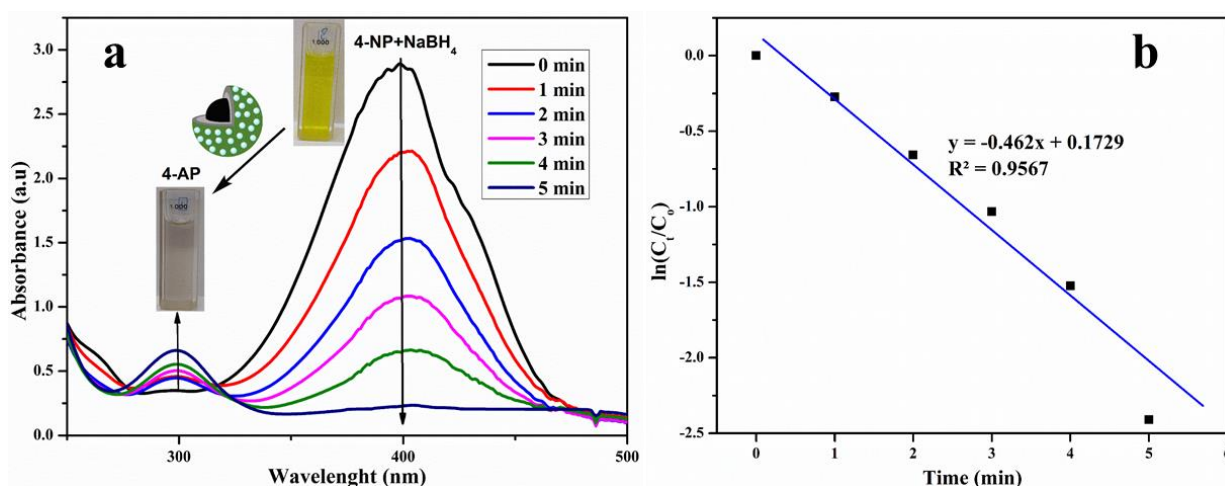 a
4-NP+NaBH₄
0 min
1 min
2 min
3 min
4 min
5 min
4-AP
3.0
2.5
2.0
1.5
1.0
0.5
0.0
Absorbance (a.u)
300
400
500
Wavelenght (nm)
b
0.0
-0.5
-1.0
-1.5
-2.0
-2.5
ln(Cₜ/Cₒ)
y = -0.462x + 0.1729
R² = 0.9567
0
1
2
3
4
5
6
Time (min)